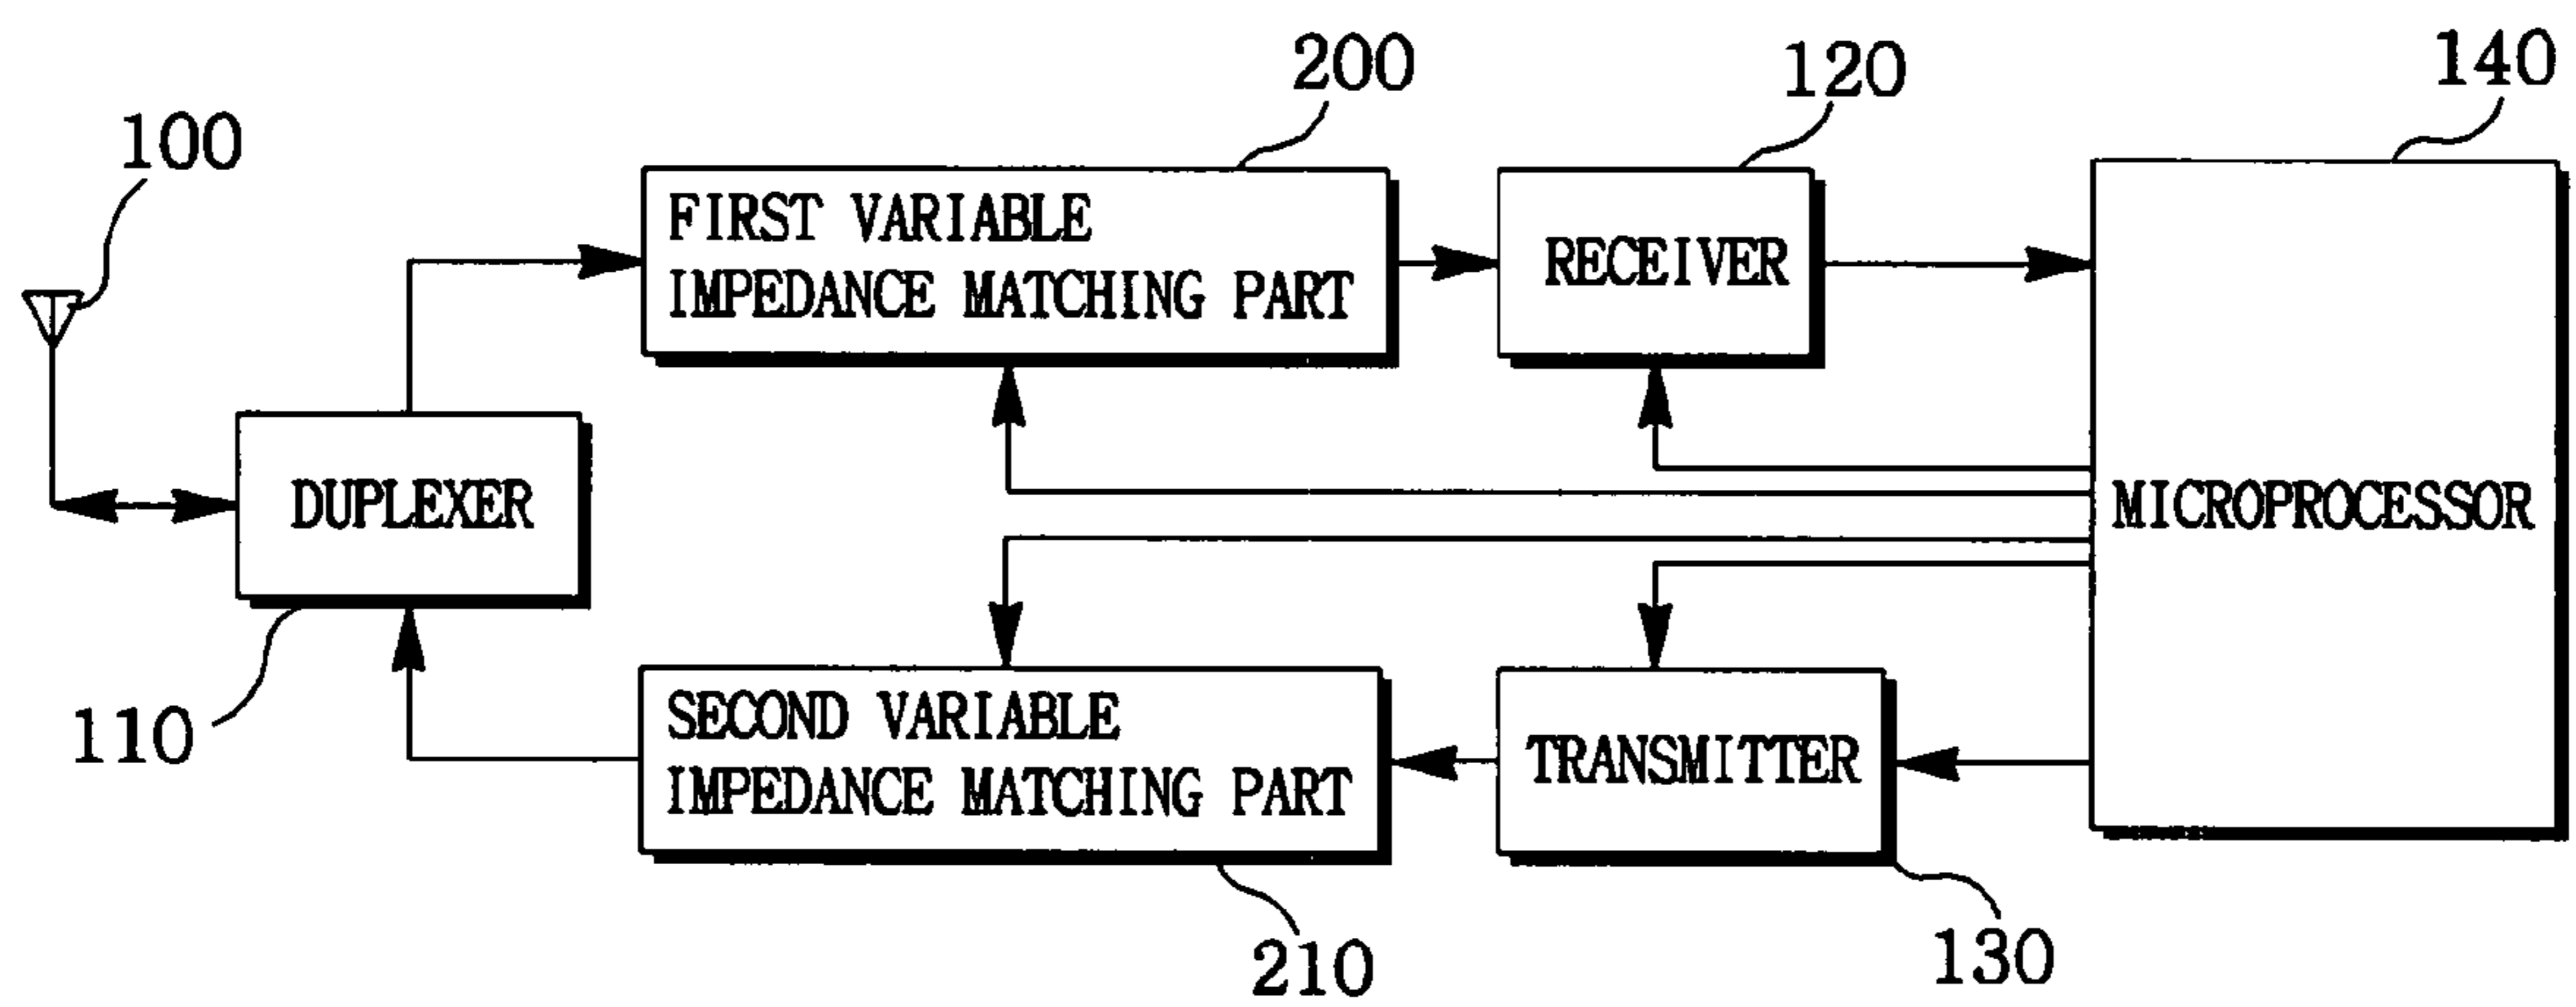 200
120
140
100
FIRST VARIABLE
IMPEDANCE MATCHING PART
RECEIVER
DUPLEXER
MICROPROCESSOR
110
SECOND VARIABLE
IMPEDANCE MATCHING PART
TRANSMITTER
210
130